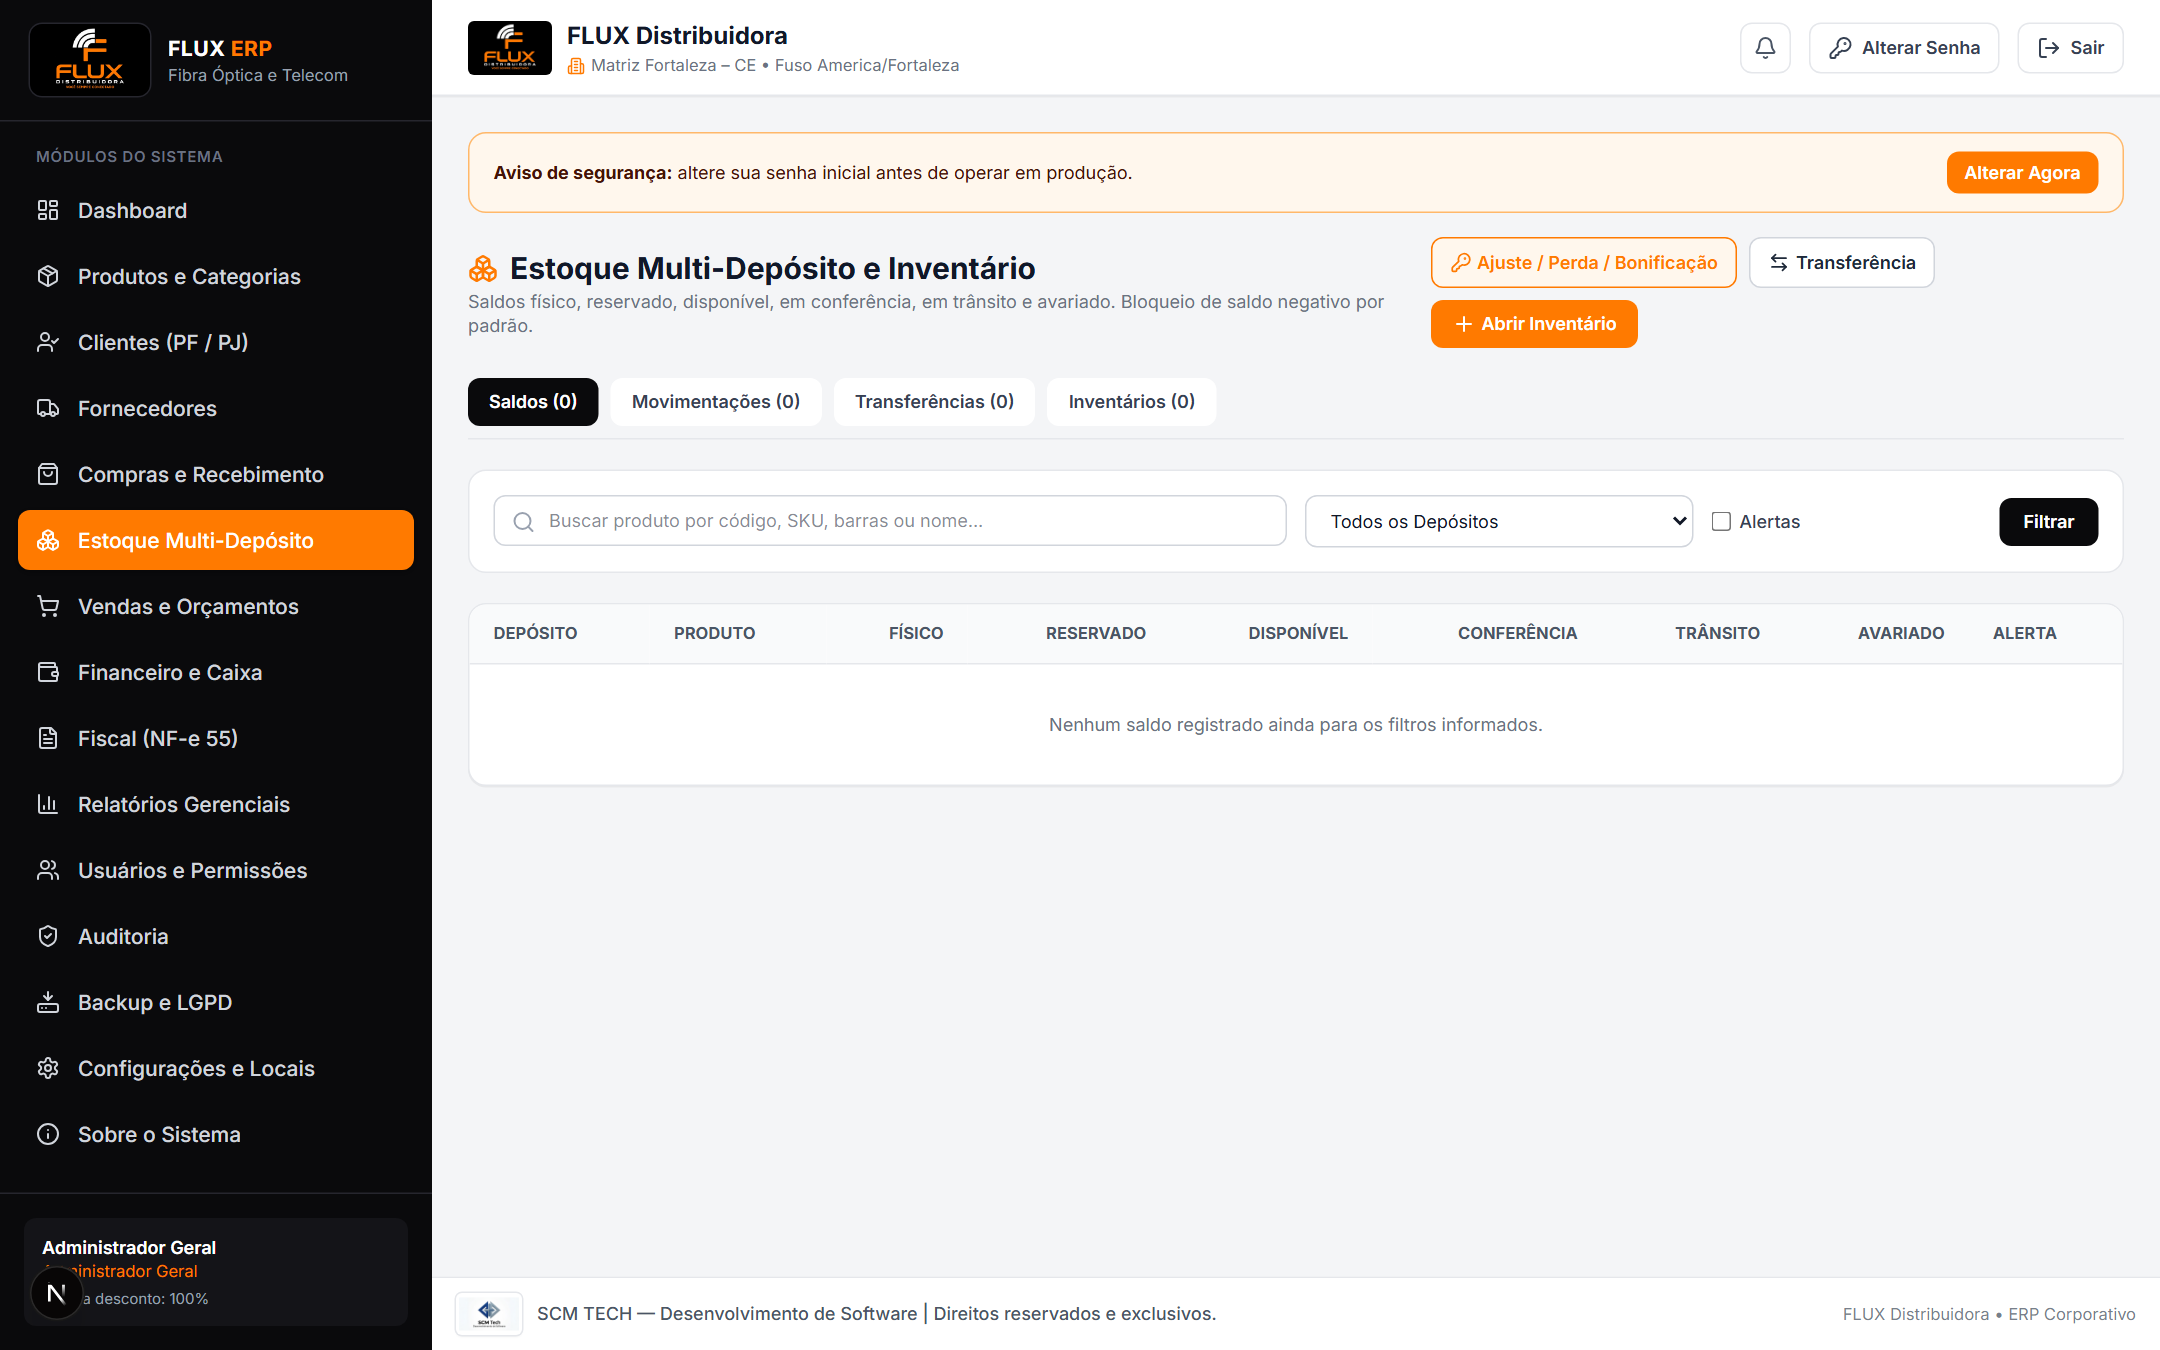 FLUX
DISTRIBUIDORA
FLUX ERP
Fibra Óptica e Telecom
MÓDULOS DO SISTEMA
Dashboard
Produtos e Categorias
Clientes (PF / PJ)
Fornecedores
Compras e Recebimento
Estoque Multi-Depósito
Vendas e Orçamentos
Financeiro e Caixa
Fiscal (NF-e 55)
Relatórios Gerenciais
Usuários e Permissões
Auditoria
Backup e LGPD
Configurações e Locais
Sobre o Sistema
Administrador Geral
ministrador Geral
N
a desconto: 100%
FLUX
FLUX Distribuidora
Matriz Fortaleza – CE • Fuso America/Fortaleza
Alterar Senha
Sair
Aviso de segurança: altere sua senha inicial antes de operar em produção.
Alterar Agora
Estoque Multi-Depósito e Inventário
Saldos físico, reservado, disponível, em conferência, em trânsito e avariado. Bloqueio de saldo negativo por
padrão.
Ajuste / Perda / Bonificação
Transferência
Abrir Inventário
Saldos (0)
Movimentações (0)
Transferências (0)
Inventários (0)
Buscar produto por código, SKU, barras ou nome...
Todos os Depósitos
Alertas
Filtrar
DEPÓSITO PRODUTO FÍSICO RESERVADO DISPONÍVEL CONFERÊNCIA TRÂNSITO AVARIADO ALERTA
Nenhum saldo registrado ainda para os filtros informados.
SCM Tech
SCM TECH — Desenvolvimento de Software | Direitos reservados e exclusivos.
FLUX Distribuidora • ERP Corporativo